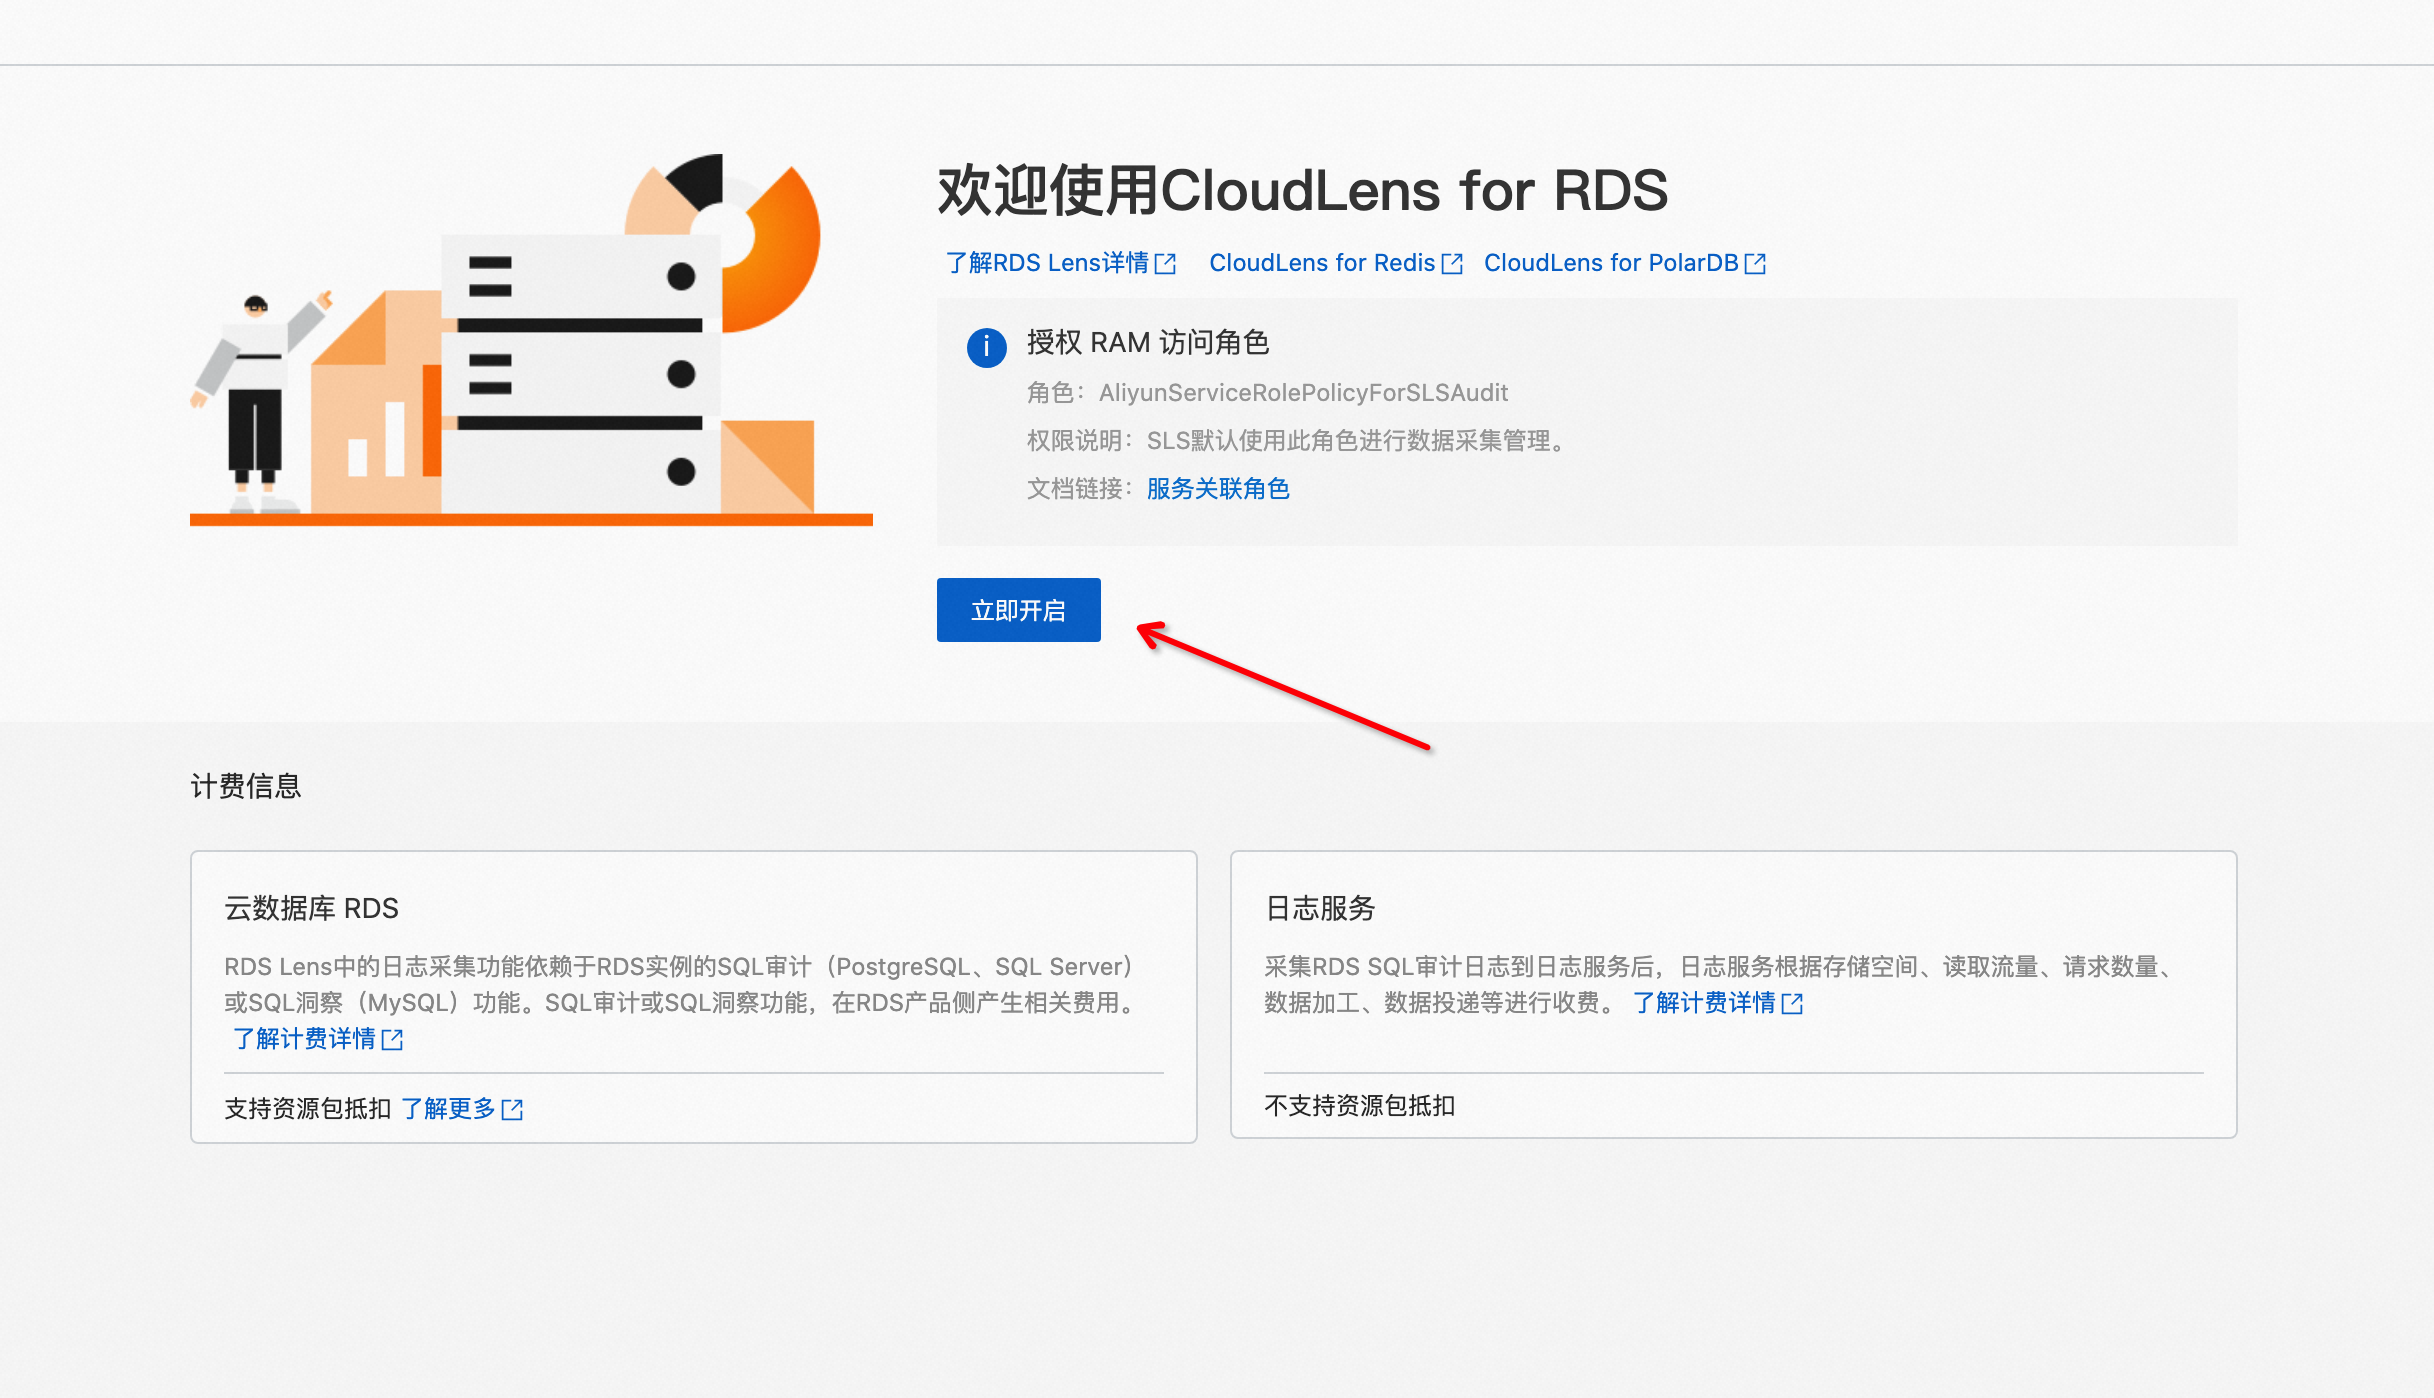 欢迎使用CloudLens for RDS
了解RDS Lens详情 CloudLens for Redis CloudLens for PolarDB
授权 RAM 访问角色
角色：AliyunServiceRolePolicyForSLSAudit
权限说明：SLS默认使用此角色进行数据采集管理。
文档链接：服务关联角色
立即开启
计费信息
云数据库 RDS
RDS Lens中的日志采集功能依赖于RDS实例的SQL审计（PostgreSQL、SQL Server）
或SQL洞察（MySQL）功能。SQL审计或SQL洞察功能，在RDS产品侧产生相关费用。
了解计费详情
支持资源包抵扣 了解更多
日志服务
采集RDS SQL审计日志到日志服务后，日志服务根据存储空间、读取流量、请求数量、
数据加工、数据投递等进行收费。 了解计费详情
不支持资源包抵扣